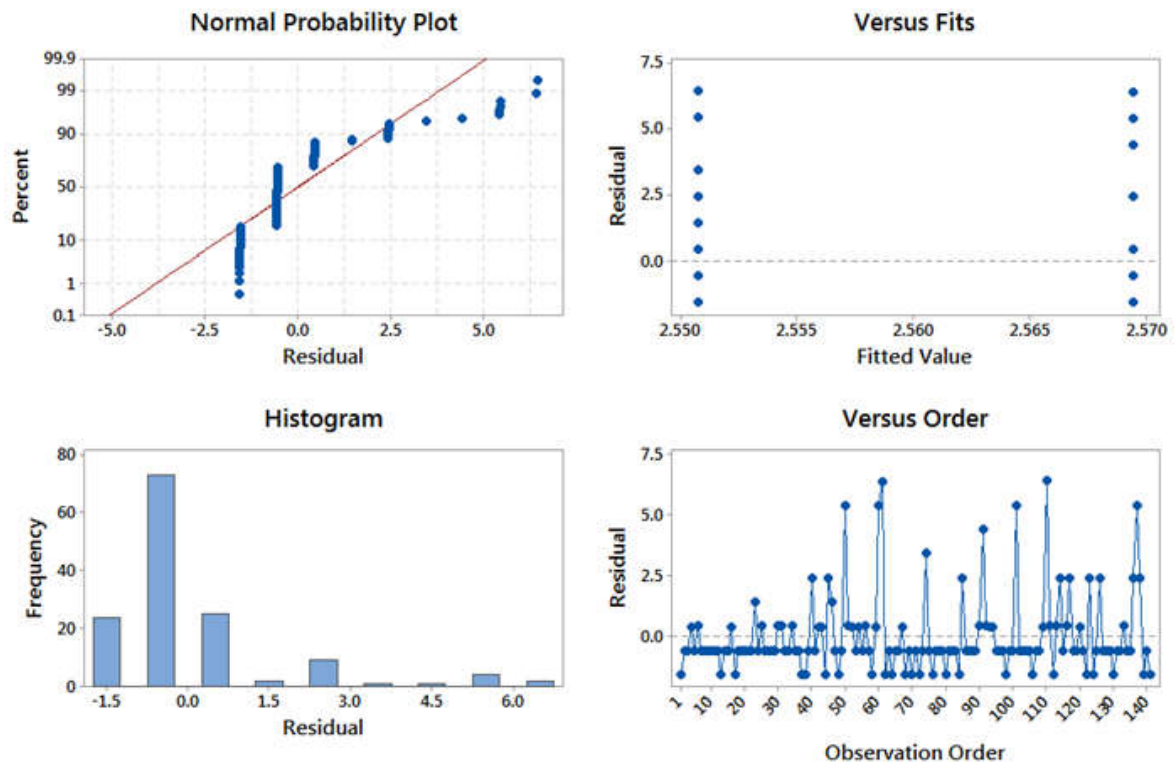 Normal Probability Plot
99.9
99
90
50
10
1
0.1
Percent
-5.0 -2.5 0.0 2.5 5.0
Residual
Versus Fits
7.5
5.0
2.5
0.0
Residual
2.550 2.555 2.560 2.565 2.570
Fitted Value
Histogram
80
60
40
20
0
Frequency
-1.5 0.0 1.5 3.0 4.5 6.0
Residual
Versus Order
7.5
5.0
2.5
0.0
Residual
1 10 20 30 40 50 60 70 80 90 100 110 120 130 140
Observation Order